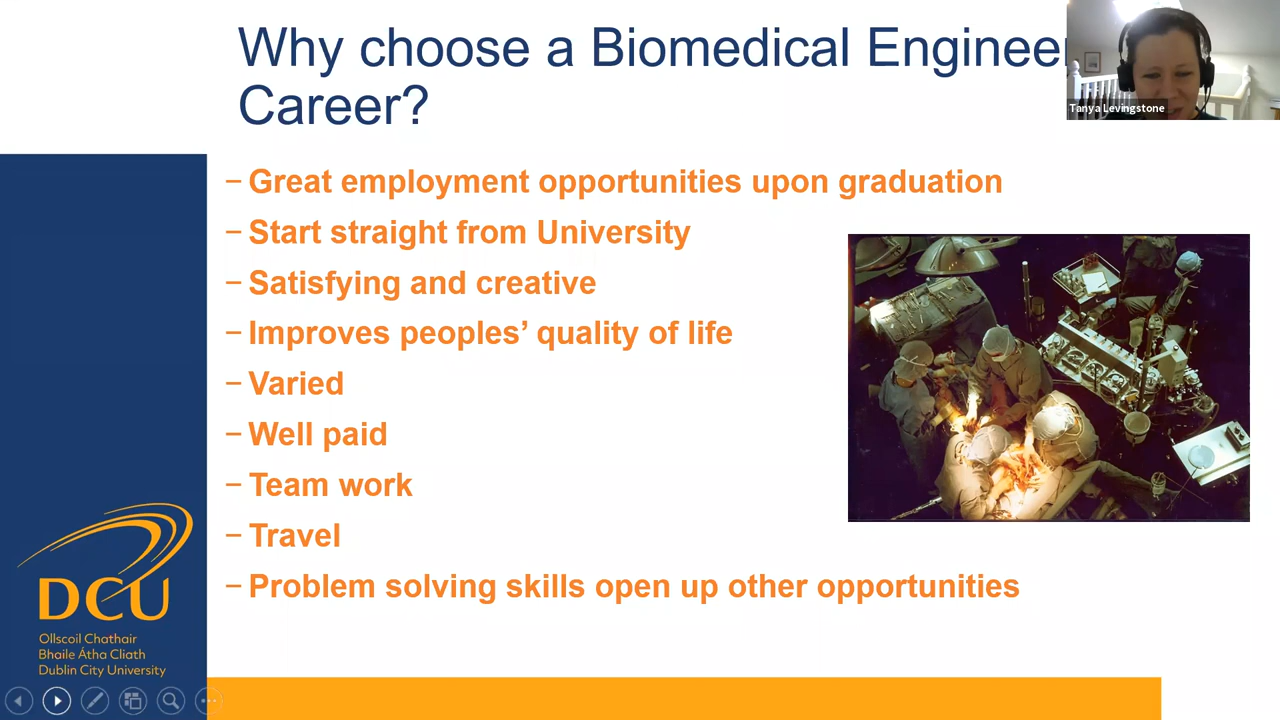 Why choose a Biomedical Engineer
Career?
Tanya Levingstone
– Great employment opportunities upon graduation
– Start straight from University
– Satisfying and creative
– Improves peoples’ quality of life
– Varied
– Well paid
– Team work
– Travel
– Problem solving skills open up other opportunities
DCU
Ollscoil Chathair
Bhaile Átha Cliath
Dublin City University